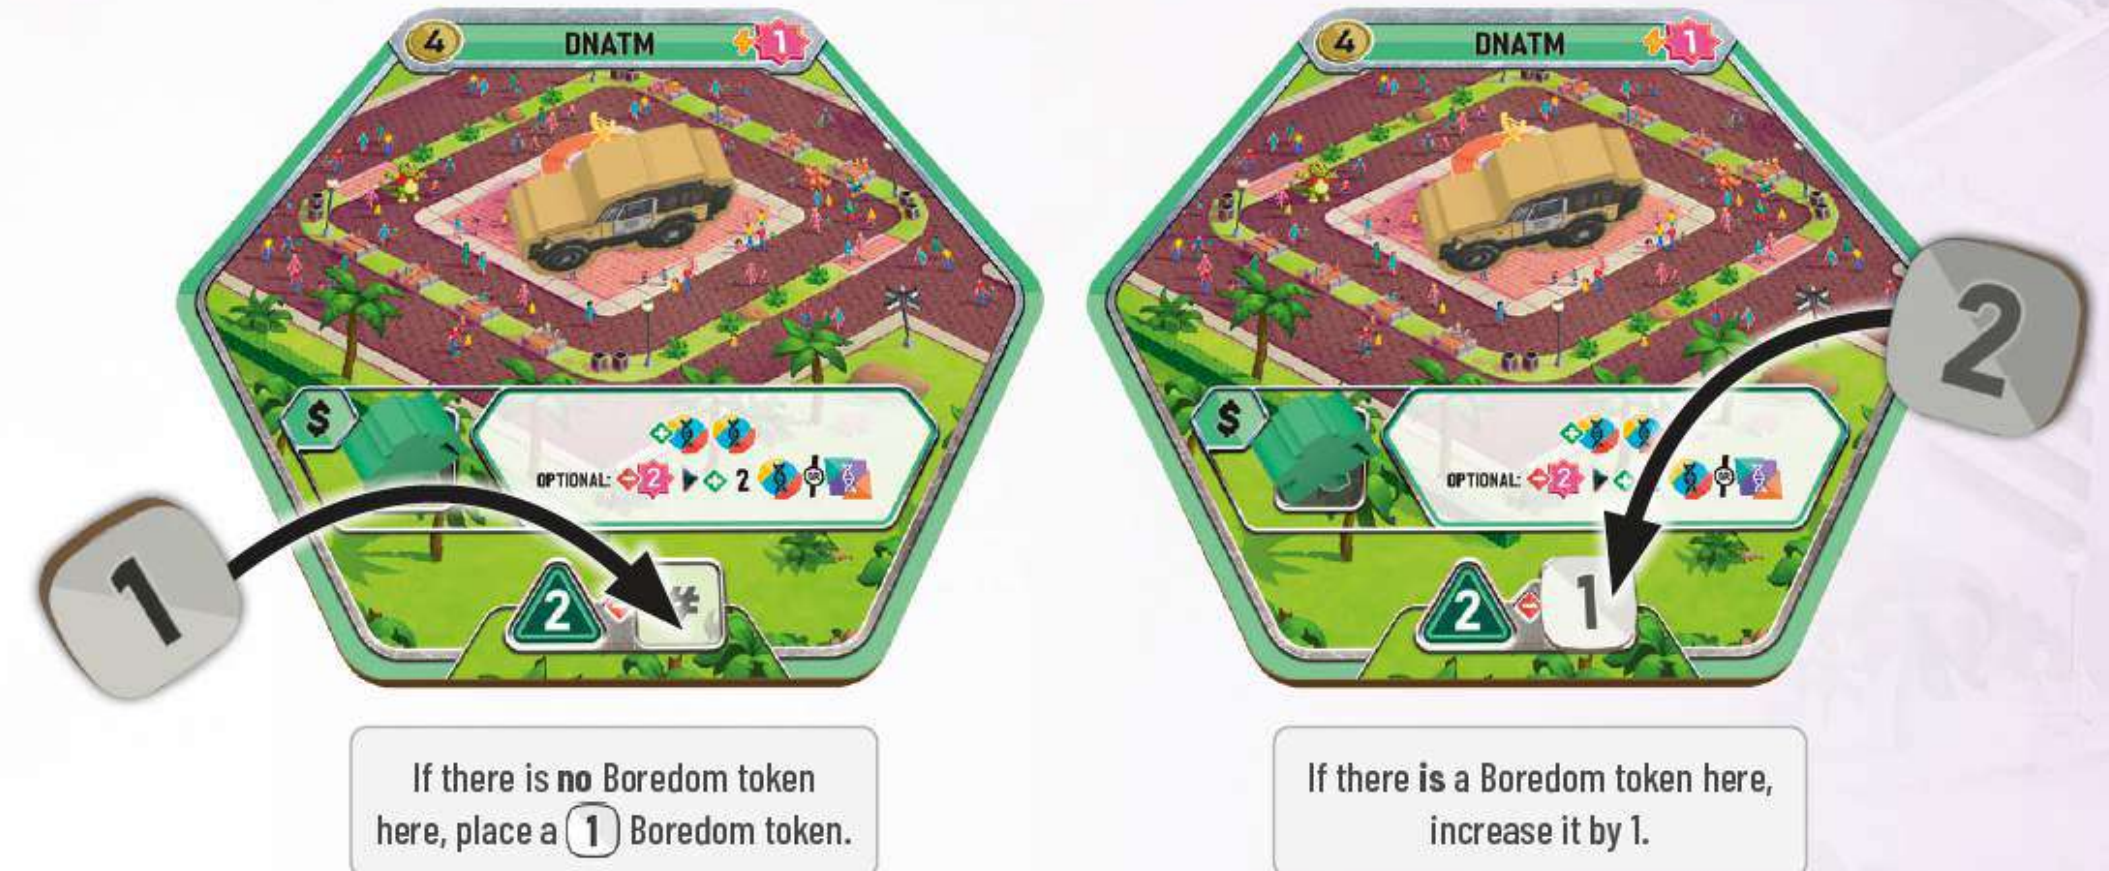 4 DNATM 1
$
OPTIONAL: 2 2 OR
1
2 #
If there is no Boredom token
here, place a 1 Boredom token.
4 DNATM 1
2
$
OPTIONAL: 2 OR
2 1
If there is a Boredom token here,
increase it by 1.